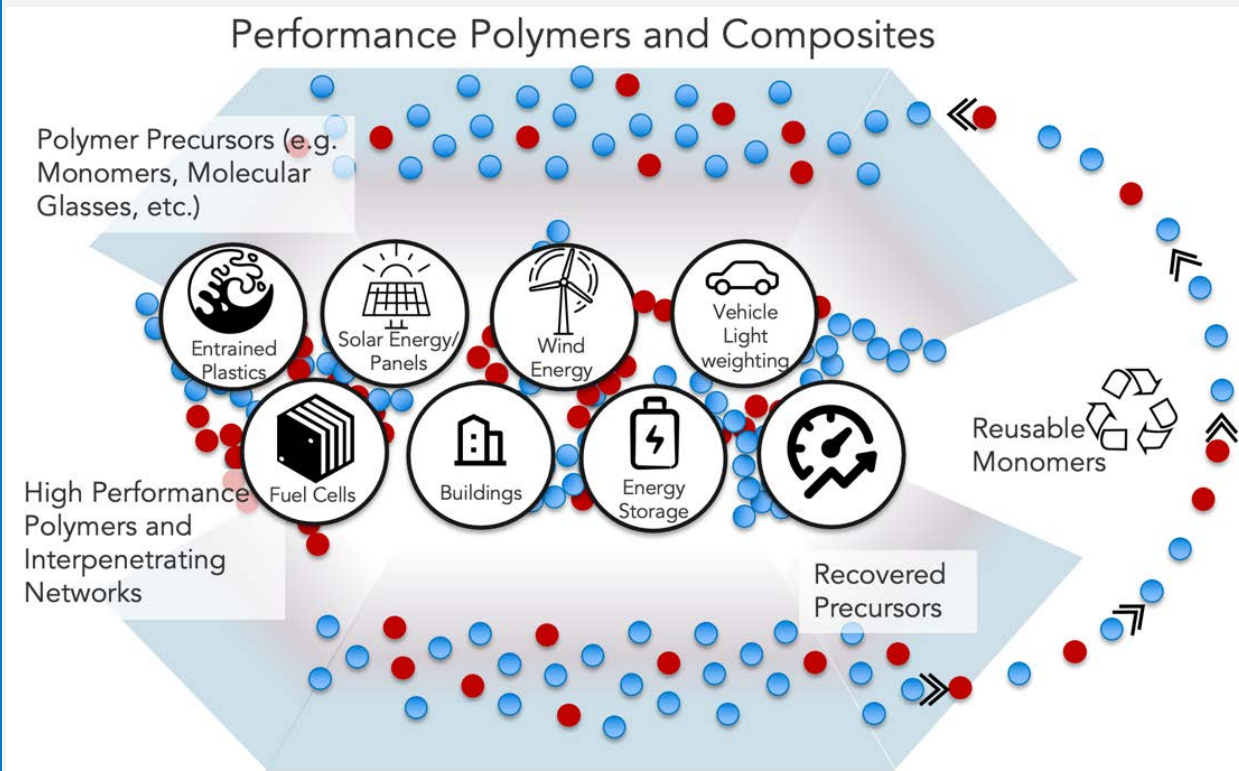 Performance Polymers and Composites
Polymer Precursors (e.g.
Monomers, Molecular
Glasses, etc.)
Entrained
Plastics
Solar Energy/
Panels
Wind
Energy
Vehicle
Light
weighting
Fuel Cells
Buildings
Energy
Storage
Reusable
Monomers
High Performance
Polymers and
Interpenetrating
Networks
Recovered
Precursors